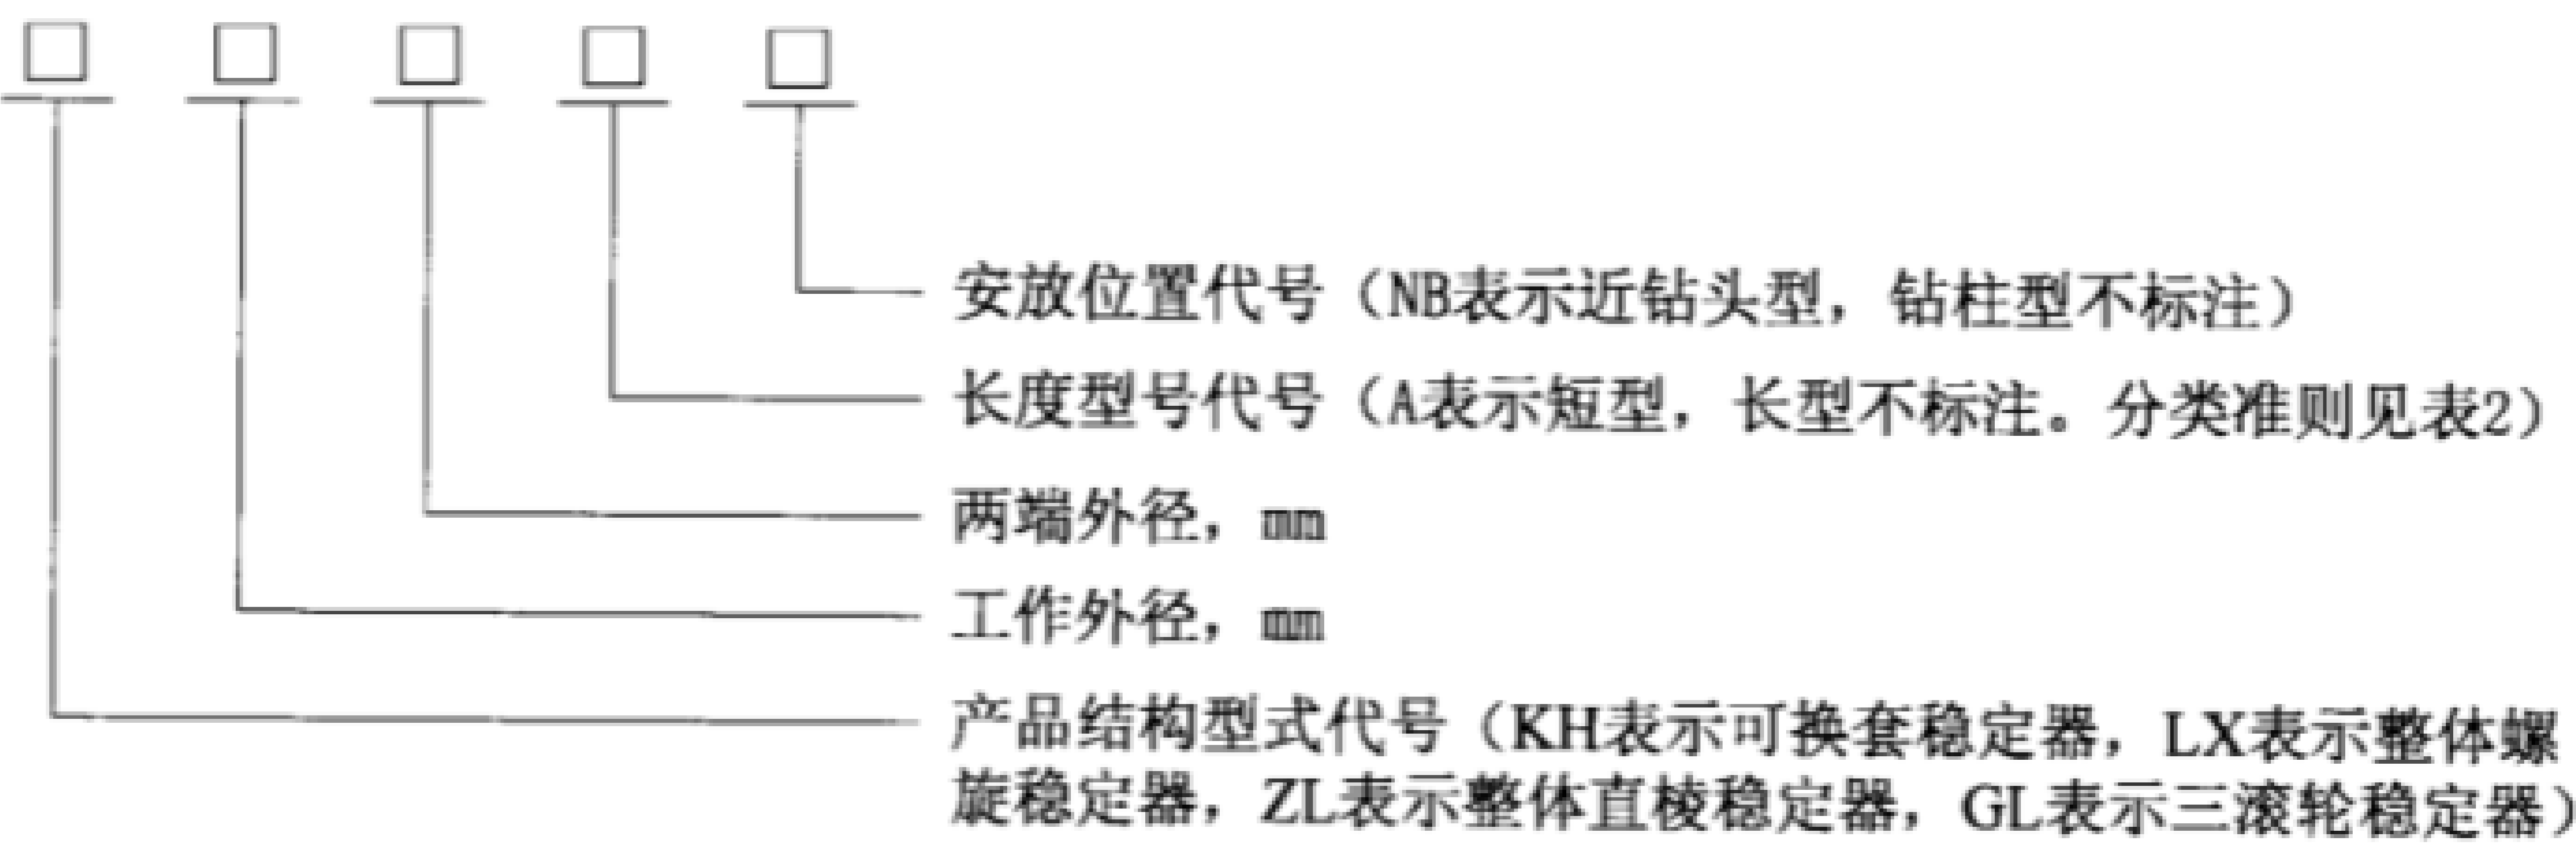 □ □ □ □ □
安放位置代号（NB表示近钻头型，钻柱型不标注）
长度型号代号（A表示短型，长型不标注。分类准则见表2）
两端外径，mm
工作外径，mm
产品结构型式代号（KH表示可换套稳定器，LX表示整体螺
旋稳定器，ZL表示整体直棱稳定器，GL表示三滚轮稳定器）